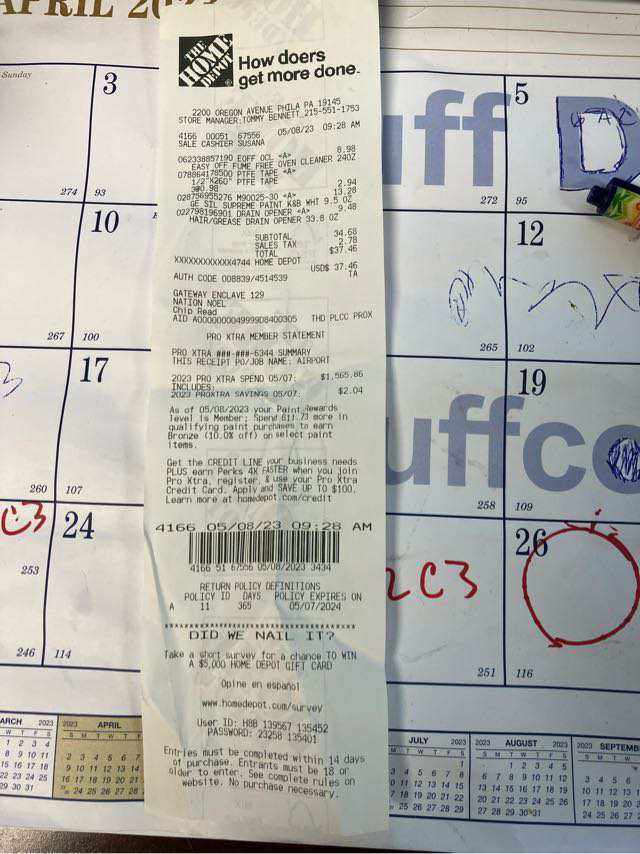 APRIL
THE
HOME
DEPOT
How doers
get more done.
2200 OREGON AVENUE PHILA PA 19145
STORE MANAGER:TOMMY BENNETT 215-551-1753
4166 00051 67556 05/08/23 09:28 AM
SALE CASHIER SUSANA
062338857190 EOFF OCL <A> 8.98
EASY OFF FUME FREE OVEN CLEANER 24OZ
078864178500 PTFE TAPE <A>
1/2"X260" PTFE TAPE
3@0.98 2.94
028756955276 M90025-30 <A> 13.28
GE SIL SUPREME PAINT K&B WHT 9.5 OZ
022798196901 DRAIN OPENER <A> 9.48
HAIR/GREASE DRAIN OPENER 33.8 OZ
SUBTOTAL 34.68
SALES TAX 2.78
TOTAL $37.46
XXXXXXXXXXXX4744 HOME DEPOT
USD$ 37.46
AUTH CODE 008839/4514539 TA
GATEWAY ENCLAVE 129
NATION NOEL
Chip Read
AID A0000000049999D8400305 THD PLCC PROX
PRO XTRA MEMBER STATEMENT
PRO XTRA ###-###-6344 SUMMARY
THIS RECEIPT PO/JOB NAME: AIRPORT
2023 PRO XTRA SPEND 05/07: $1,565.86
INCLUDES:
2023 PROXTRA SAVINGS 05/07: $2.04
As of 05/08/2023 your Paint Rewards
level is Member; Spend 611.73 more in
qualifying paint purchases to earn
Bronze (10.0% off) on select paint
items.
Get the CREDIT LINE your business needs
PLUS earn Perks 4X FASTER when you join
Pro Xtra, register, & use your Pro Xtra
Credit Card. Apply and SAVE UP TO $100.
Learn more at homedepot.com/credit
4166 05/08/23 09:28 AM
4166 51 67556 05/08/2023 3434
RETURN POLICY DEFINITIONS
POLICY ID DAYS POLICY EXPIRES ON
A 11 365 05/07/2024
DID WE NAIL IT?
Take a short survey for a chance TO WIN
A $5,000 HOME DEPOT GIFT CARD
Opine en español
www.homedepot.com/survey
User ID: H8B 139567 135452
PASSWORD: 23258 135401
Entries must be completed within 14 days
of purchase. Entrants must be 18 or
older to enter. See complete rules on
website. No purchase necessary.
Sunday
3
274 93
10
267 100
17
260 107
C3
24
253
246 114
uff
5
272 95
12
265 102
19
uffco
258 109
26
2C3
251 116
MARCH 2023
2023 APRIL
JULY 2023
2023 AUGUST 2023
2023 SEPTEMB